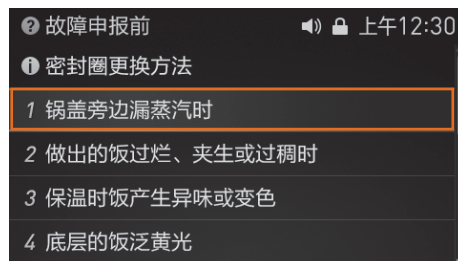 故障申报前 上午12:30
密封圈更换方法
1 锅盖旁边漏蒸汽时
2 做出的饭过烂、夹生或过稠时
3 保温时饭产生异味或变色
4 底层的饭泛黄光